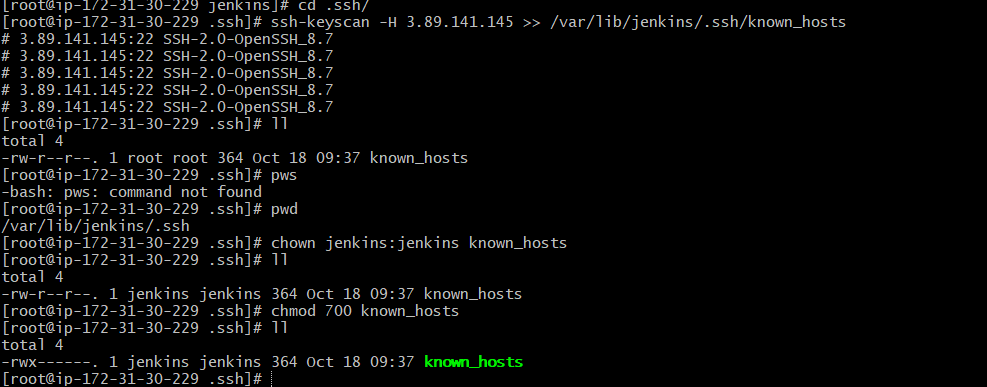 [root@ip-172-31-30-229 jenkins]# cd .ssh/
[root@ip-172-31-30-229 .ssh]# ssh-keyscan -H 3.89.141.145 >> /var/lib/jenkins/.ssh/known_hosts
# 3.89.141.145:22 SSH-2.0-OpenSSH_8.7
# 3.89.141.145:22 SSH-2.0-OpenSSH_8.7
# 3.89.141.145:22 SSH-2.0-OpenSSH_8.7
# 3.89.141.145:22 SSH-2.0-OpenSSH_8.7
# 3.89.141.145:22 SSH-2.0-OpenSSH_8.7
[root@ip-172-31-30-229 .ssh]# ll
total 4
-rw-r--r--. 1 root root 364 Oct 18 09:37 known_hosts
[root@ip-172-31-30-229 .ssh]# pws
-bash: pws: command not found
[root@ip-172-31-30-229 .ssh]# pwd
/var/lib/jenkins/.ssh
[root@ip-172-31-30-229 .ssh]# chown jenkins:jenkins known_hosts
[root@ip-172-31-30-229 .ssh]# ll
total 4
-rw-r--r--. 1 jenkins jenkins 364 Oct 18 09:37 known_hosts
[root@ip-172-31-30-229 .ssh]# chmod 700 known_hosts
[root@ip-172-31-30-229 .ssh]# ll
total 4
-rwx------. 1 jenkins jenkins 364 Oct 18 09:37 known_hosts
[root@ip-172-31-30-229 .ssh]#